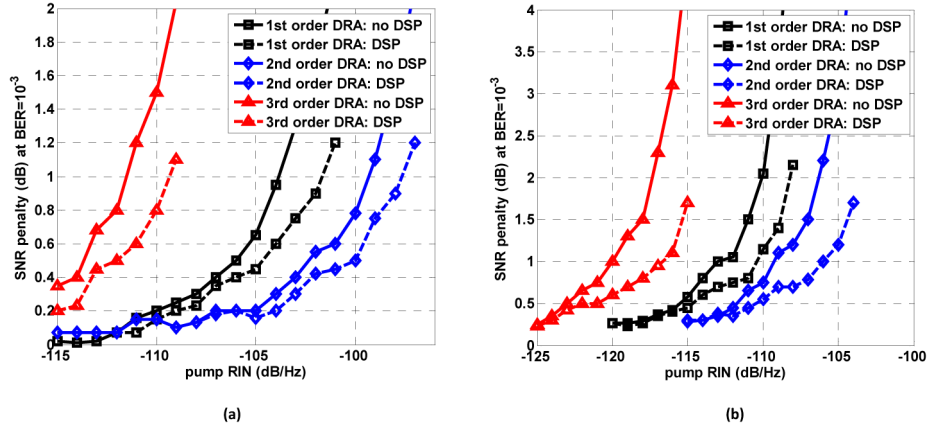 2
1.8
1.6
1.4
1.2
1
0.8
0.6
0.4
0.2
0
SNR penalty (dB) at BER=10-3
-115
-110
-105
-100
pump RIN (dB/Hz)
1st order DRA: no DSP
1st order DRA: DSP
2nd order DRA: no DSP
2nd order DRA: DSP
3rd order DRA: no DSP
3rd order DRA: DSP
(a)
4
3.5
3
2.5
2
1.5
1
0.5
0
SNR penalty (dB) at BER=10-3
-125
-120
-115
-110
-105
-100
pump RIN (dB/Hz)
1st order DRA: no DSP
1st order DRA: DSP
2nd order DRA: no DSP
2nd order DRA: DSP
3rd order DRA: no DSP
3rd order DRA: DSP
(b)